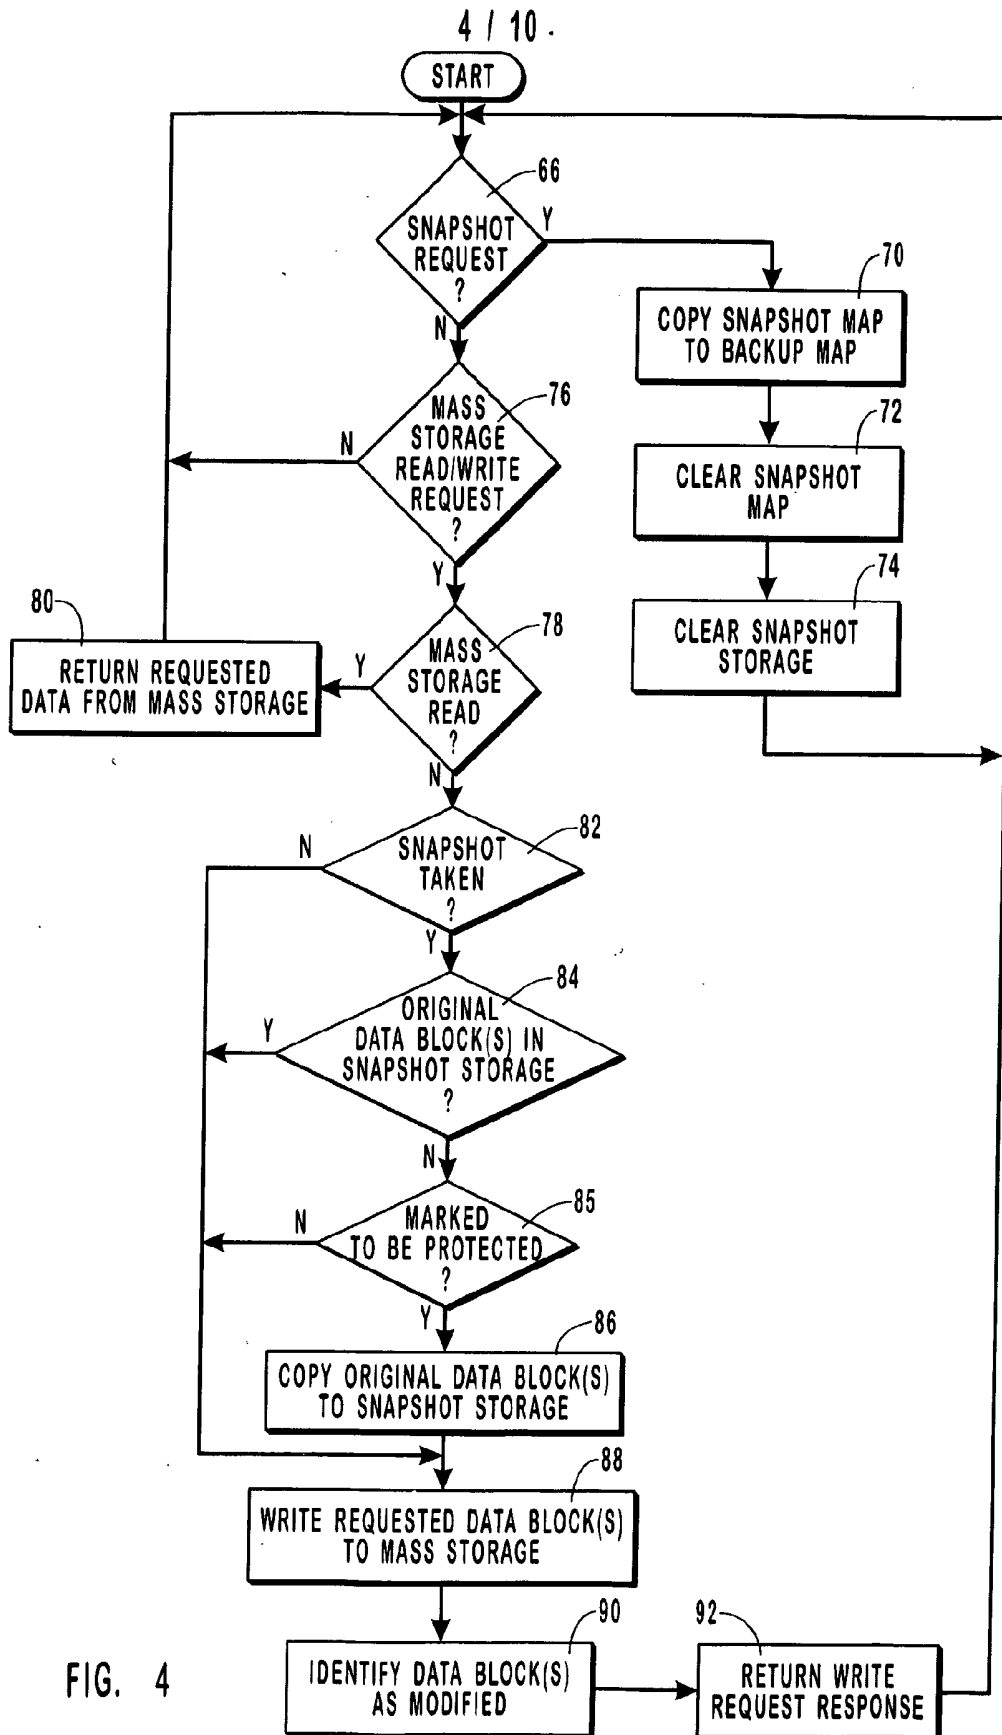 4 / 10
START
66
SNAPSHOT
REQUEST
?
Y
N
70
COPY SNAPSHOT MAP
TO BACKUP MAP
76
MASS
STORAGE
READ/WRITE
REQUEST
?
N
Y
72
CLEAR SNAPSHOT
MAP
74
CLEAR SNAPSHOT
STORAGE
78
MASS
STORAGE
READ
?
Y
N
80
RETURN REQUESTED
DATA FROM MASS STORAGE
82
SNAPSHOT
TAKEN
?
N
Y
84
ORIGINAL
DATA BLOCK(S) IN
SNAPSHOT STORAGE
?
Y
N
85
MARKED
TO BE PROTECTED
?
N
Y
86
COPY ORIGINAL DATA BLOCK(S)
TO SNAPSHOT STORAGE
88
WRITE REQUESTED DATA BLOCK(S)
TO MASS STORAGE
90
IDENTIFY DATA BLOCK(S)
AS MODIFIED
92
RETURN WRITE
REQUEST RESPONSE
FIG. 4